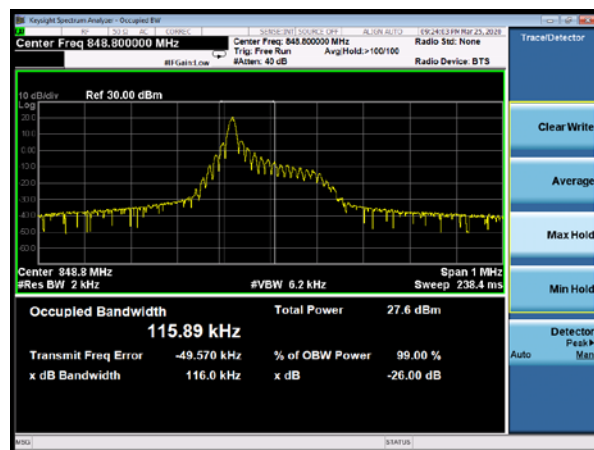 Keysight Spectrum Analyzer - Occupied BW
RF 50 Ω AC CORREC SENSE:INT SOURCE OFF ALIGN AUTO 09:24:03 PM Mar 25, 2020
Center Freq 848.800000 MHz
Center Freq: 848.800000 MHz
Radio Std: None
Trig: Free Run Avg|Hold:>100/100
#IFGain:Low #Atten: 40 dB Radio Device: BTS
10 dB/div Ref 30.00 dBm
Log
20.0
10.0
0.00
-10.0
-20.0
-30.0
-40.0
-50.0
-60.0
Center 848.8 MHz Span 1 MHz
#Res BW 2 kHz #VBW 6.2 kHz Sweep 238.4 ms
Occupied Bandwidth Total Power 27.6 dBm
115.89 kHz
Transmit Freq Error -49.570 kHz % of OBW Power 99.00 %
x dB Bandwidth 116.0 kHz x dB -26.00 dB
MSG STATUS
Trace/Detector
Clear Write
Average
Max Hold
Min Hold
Detector
Peak
Auto Man